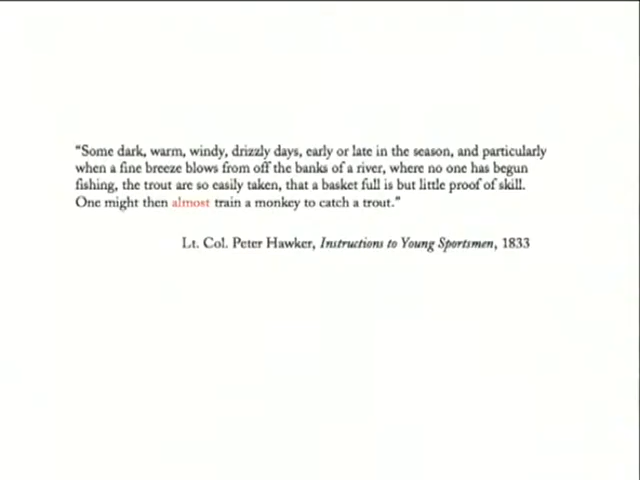 “Some dark, warm, windy, drizzly days, early or late in the season, and particularly
when a fine breeze blows from off the banks of a river, where no one has begun
fishing, the trout are so easily taken, that a basket full is but little proof of skill.
One might then almost train a monkey to catch a trout.”
Lt. Col. Peter Hawker, Instructions to Young Sportsmen, 1833